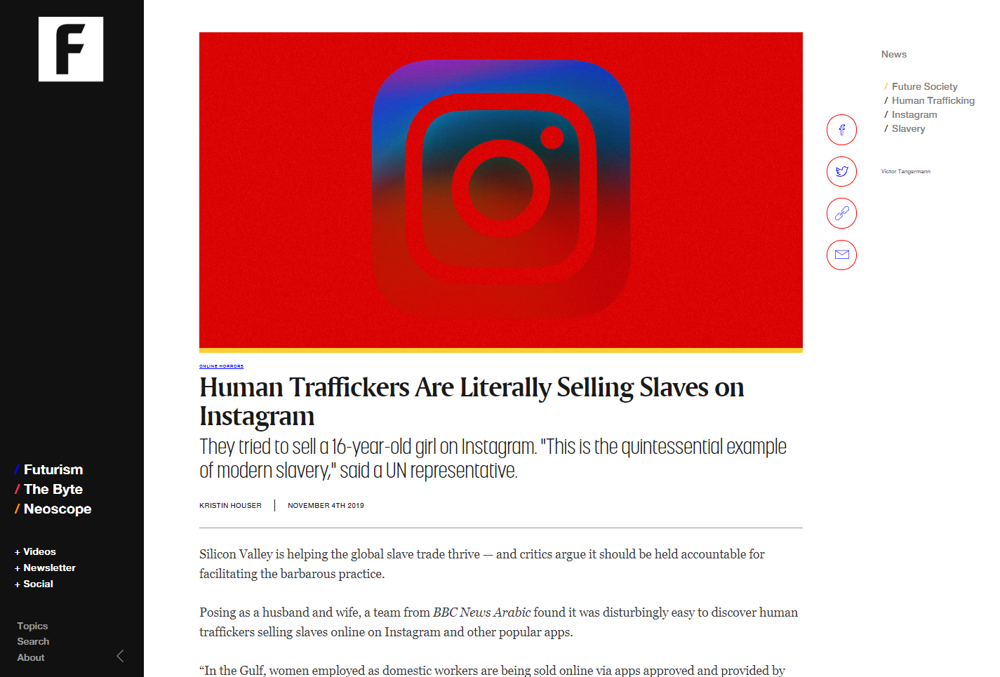 F
/ Futurism
/ The Byte
/ Neoscope
+ Videos
+ Newsletter
+ Social
Topics
Search
About
ONLINE HORRORS
Human Traffickers Are Literally Selling Slaves on
Instagram
They tried to sell a 16-year-old girl on Instagram. "This is the quintessential example
of modern slavery," said a UN representative.
KRISTIN HOUSER | NOVEMBER 4TH 2019
Silicon Valley is helping the global slave trade thrive — and critics argue it should be held accountable for
facilitating the barbarous practice.
Posing as a husband and wife, a team from BBC News Arabic found it was disturbingly easy to discover human
traffickers selling slaves online on Instagram and other popular apps.
“In the Gulf, women employed as domestic workers are being sold online via apps approved and provided by
News
/ Future Society
/ Human Trafficking
/ Instagram
/ Slavery
Victor Tangermann